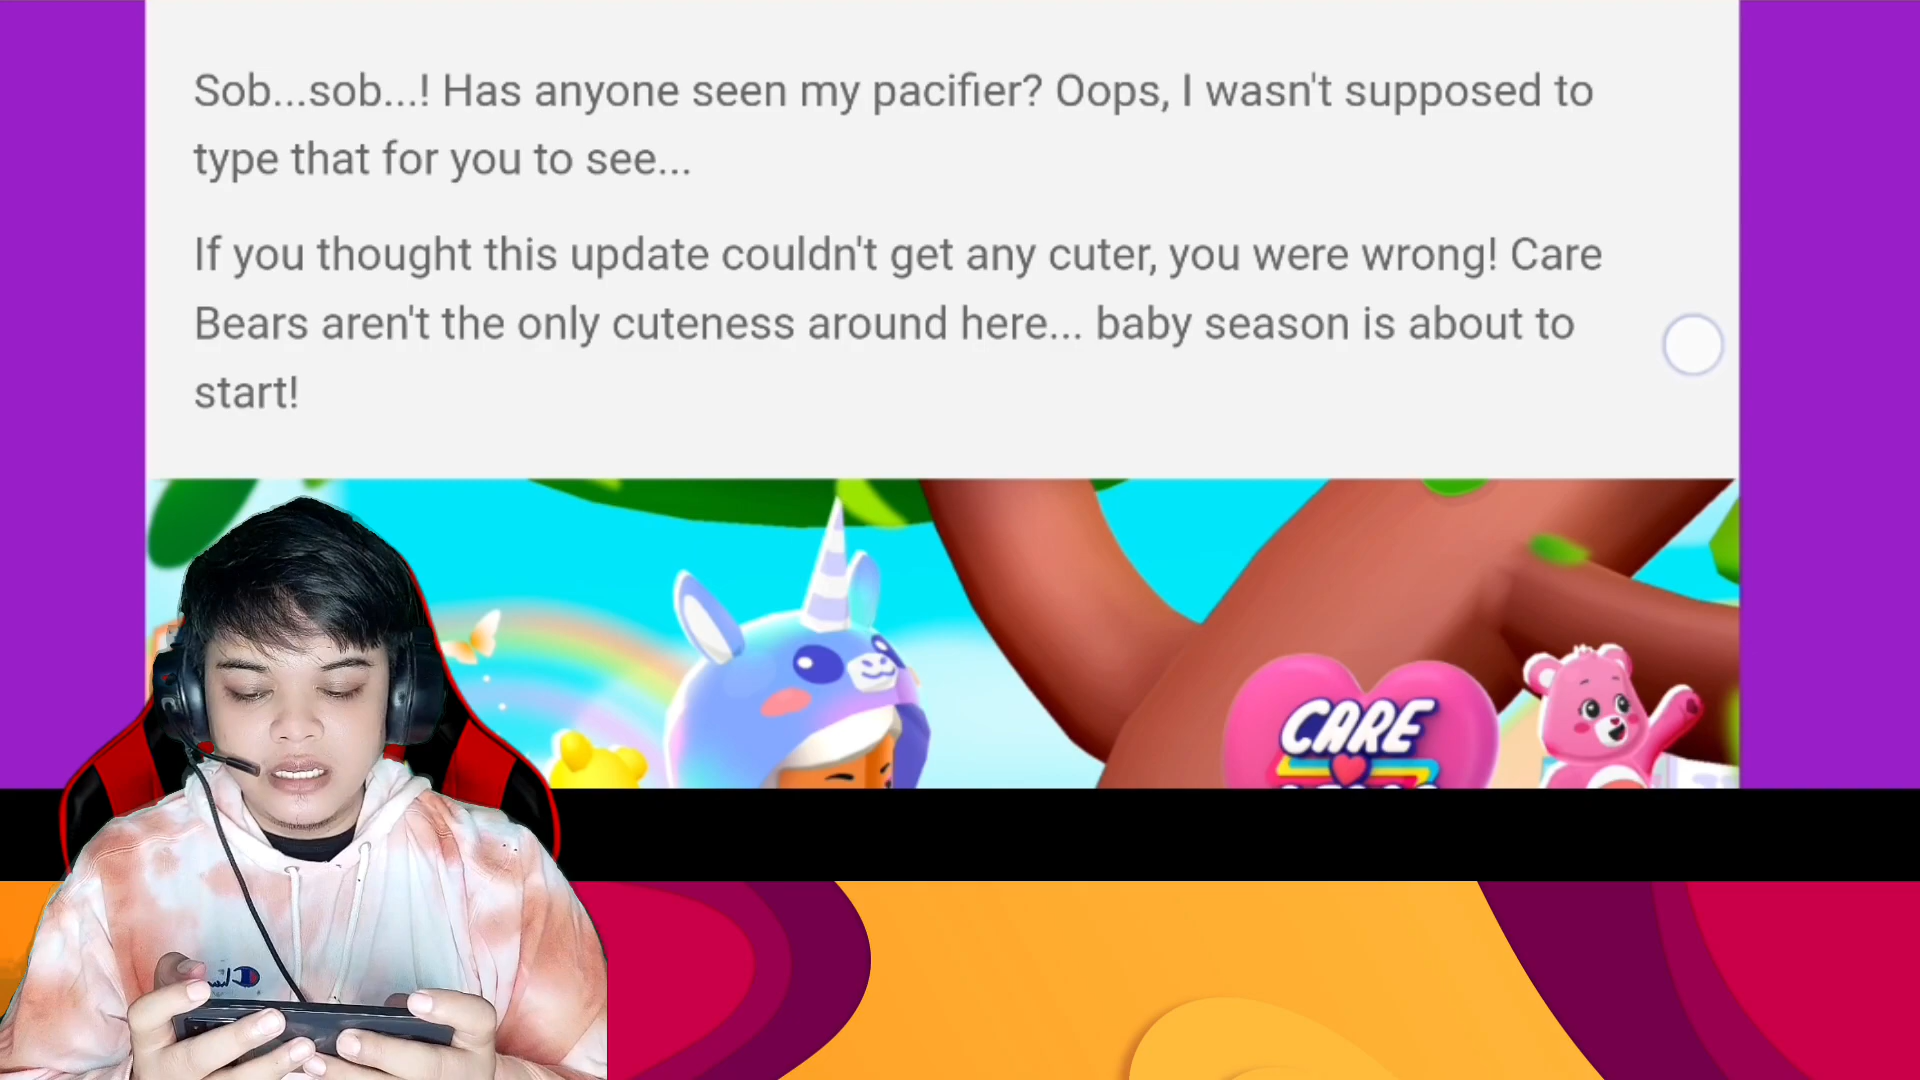 Sob...sob...! Has anyone seen my pacifier? Oops, I wasn't supposed to
type that for you to see...
If you thought this update couldn't get any cuter, you were wrong! Care
Bears aren't the only cuteness around here... baby season is about to
start!
CARE